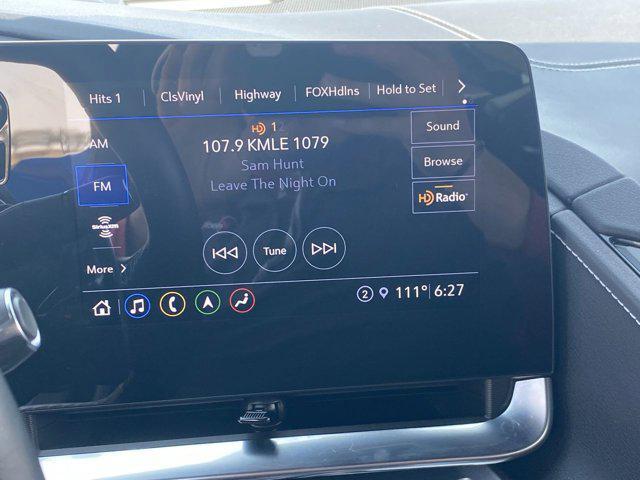 Hits 1 ClsVinyl Highway FOXHdlns Hold to Set
HD 1 2
AM 107.9 KMLE 1079 Sound
Sam Hunt
Browse
FM Leave The Night On
HD Radio
SiriusXM
Tune
More
2 111° 6:27